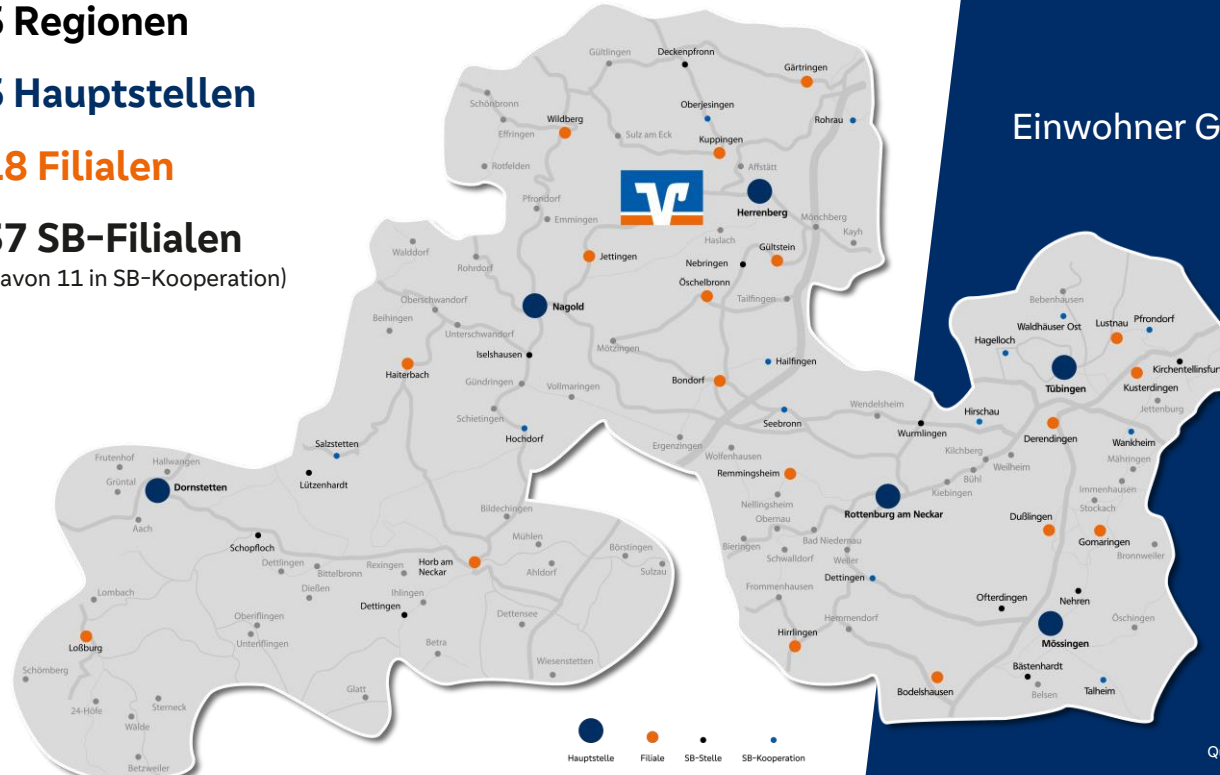 Regionen
Hauptstellen
8 Filialen
7 SB-Filialen
avon 11 in SB-Kooperation)
Einwohner G
Gültlingen
Deckenpfronn
Gärtringen
Schönbronn
Oberjesingen
Effringen
Wildberg
Rohrau
Sulz am Eck
Kuppingen
Rotfelden
Affstätt
Pfrondorf
Herrenberg
Emmingen
Mönchberg
Kayh
Haslach
Walddorf
Gültstein
Jettingen
Nebringen
Rohrdorf
Öschelbronn
Oberschwandorf
Tailfingen
Nagold
Beihingen
Unterschwandorf
Mötzingen
Iselshausen
Hailfingen
Haiterbach
Gündringen
Vollmaringen
Bondorf
Schietingen
Seebronn
Wendelsheim
Hirschau
Hochdorf
Wurmlingen
Salzstetten
Ergenzingen
Wolfenhausen
Bebenhausen
Waldhäuser Ost
Lustnau
Pfrondorf
Hagelloch
Kirchentellinsfurt
Tübingen
Kusterdingen
Jettenburg
Derendingen
Wankheim
Kilchberg
Weilheim
Bühl
Mähringen
Kiebingen
Immenhausen
Stockach
Frutenhof
Hallwangen
Grüntal
Dornstetten
Lützenhardt
Remmingsheim
Nellingsheim
Rottenburg am Neckar
Dußlingen
Gomaringen
Bronnweiler
Aach
Bildechingen
Obernau
Bad Niedernau
Mühlen
Bieringen
Schwalldorf
Weiler
Schopfloch
Börstingen
Sulzau
Dettlingen
Bittelbronn
Rexingen
Horb am
Neckar
Ahldorf
Dettingen
Dießen
Ihlingen
Frommenhausen
Ofterdingen
Nehren
Lombach
Dettingen
Oberiflingen
Dettensee
Hemmendorf
Öschingen
Unteriflingen
Hirrlingen
Mössingen
Loßburg
Betra
Wiesenstetten
Bästenhardt
Schömberg
Belsen
Talheim
Glatt
Bodelshausen
24-Höfe
Sterneck
Wälde
Betzweiler
Hauptstelle
Filiale
SB-Stelle
SB-Kooperation